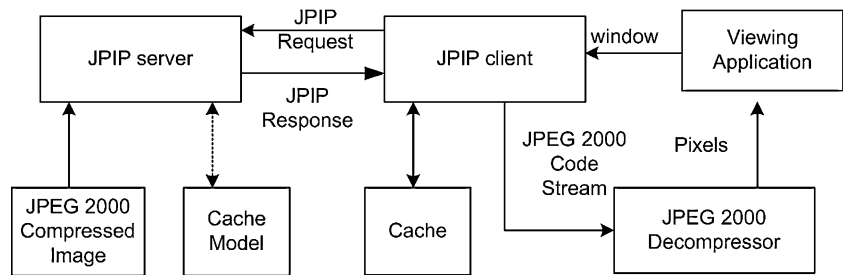 JPIP server
JPIP
Request
JPIP client
window
Viewing
Application
JPIP
Response
JPEG 2000
Code
Stream
Pixels
JPEG 2000
Compressed
Image
Cache
Model
Cache
JPEG 2000
Decompressor